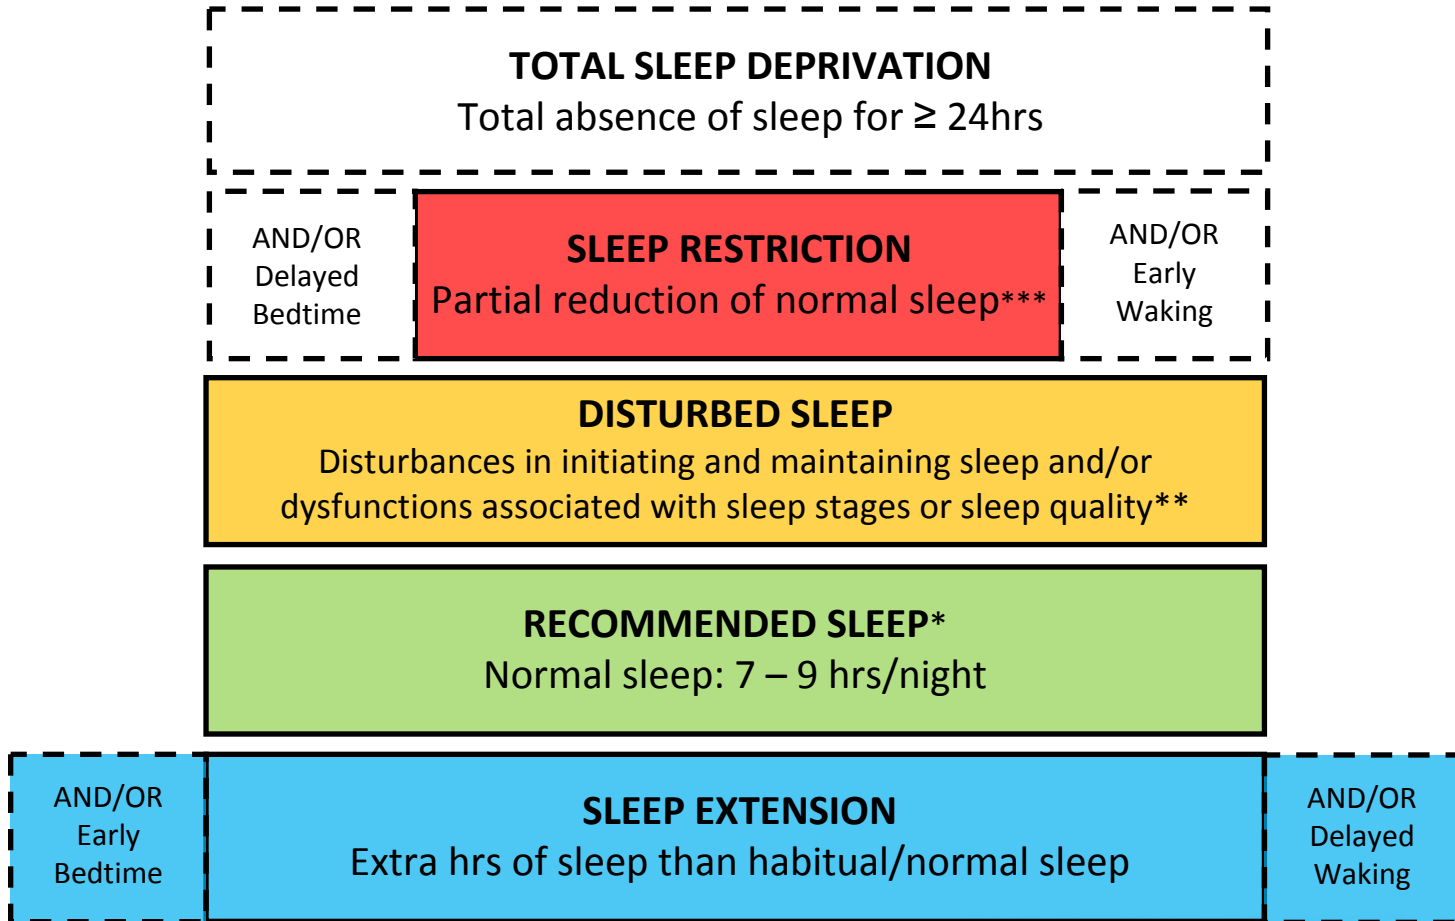 TOTAL SLEEP DEPRIVATION
Total absence of sleep for ≥ 24hrs
AND/OR
Delayed
Bedtime
SLEEP RESTRICTION
Partial reduction of normal sleep***
AND/OR
Early
Waking
DISTURBED SLEEP
Disturbances in initiating and maintaining sleep and/or
dysfunctions associated with sleep stages or sleep quality**
RECOMMENDED SLEEP*
Normal sleep: 7 – 9 hrs/night
AND/OR
Early
Bedtime
SLEEP EXTENSION
Extra hrs of sleep than habitual/normal sleep
AND/OR
Delayed
Waking